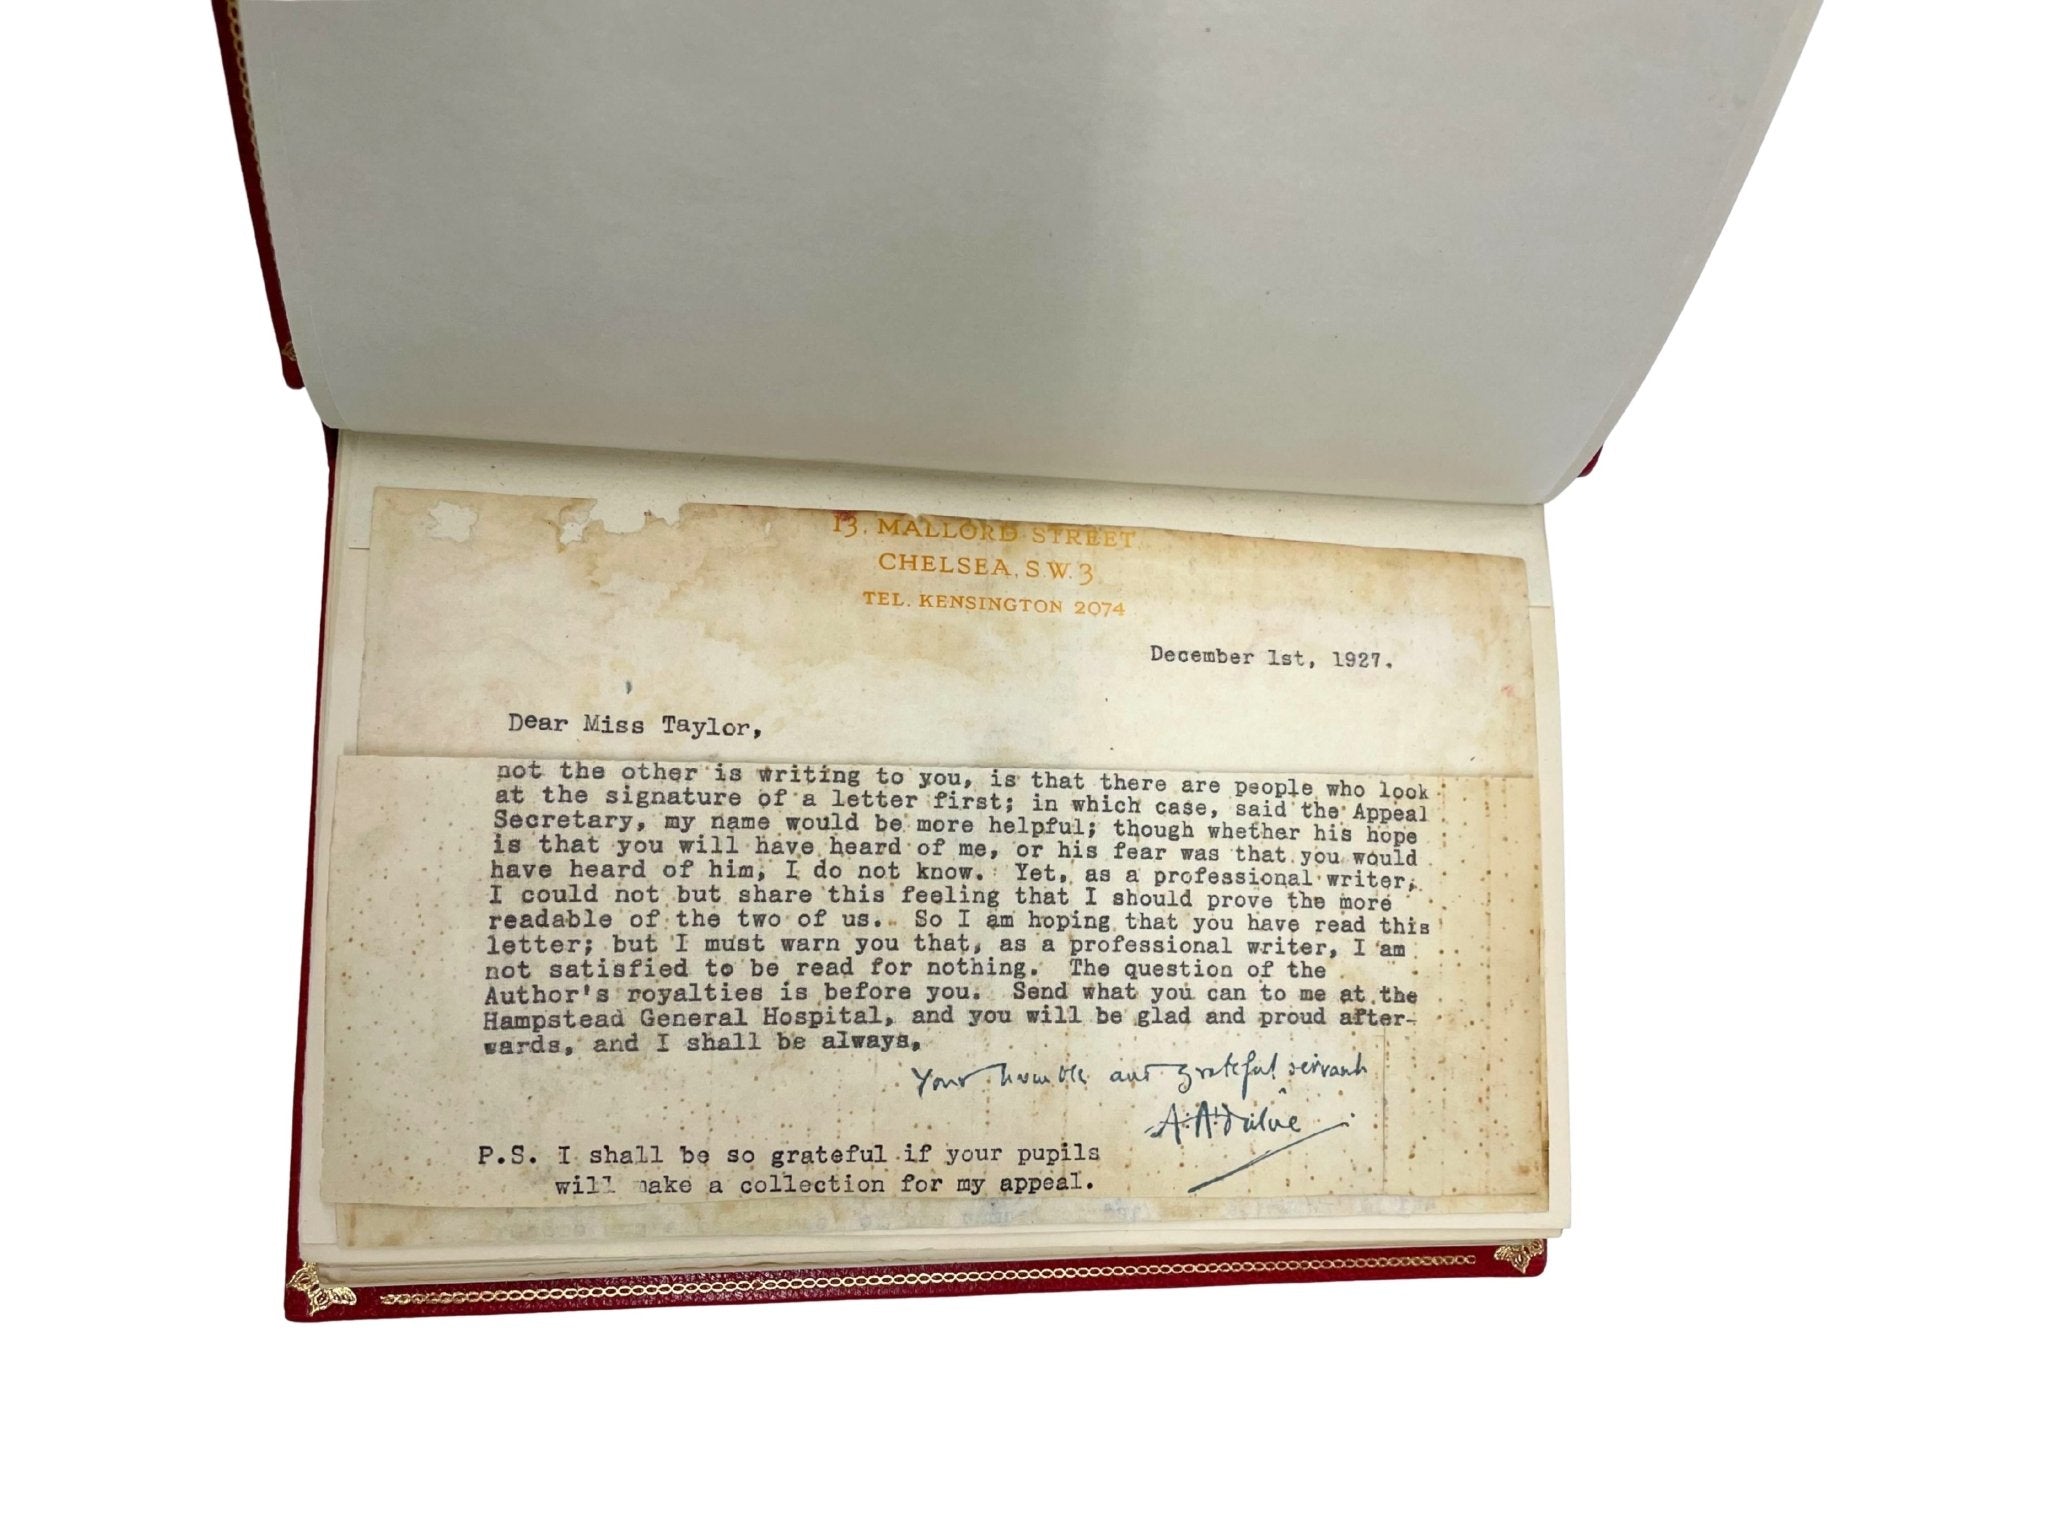 13, MALLORD STREET,
CHELSEA, S.W.3.
TEL. KENSINGTON 2074
December 1st, 1927.
Dear Miss Taylor,
not the other is writing to you, is that there are people who look
at the signature of a letter first; in which case, said the Appeal
Secretary, my name would be more helpful; though whether his hope
is that you will have heard of me, or his fear was that you would
have heard of him, I do not know. Yet, as a professional writer,
I could not but share this feeling that I should prove the more
readable of the two of us. So I am hoping that you have read this
letter; but I must warn you that, as a professional writer, I am
not satisfied to be read for nothing. The question of the
Author's royalties is before you. Send what you can to me at the
Hampstead General Hospital, and you will be glad and proud after-
wards, and I shall be always,
Your humble and grateful servant
A. A. Milne
P.S. I shall be so grateful if your pupils
will make a collection for my appeal.